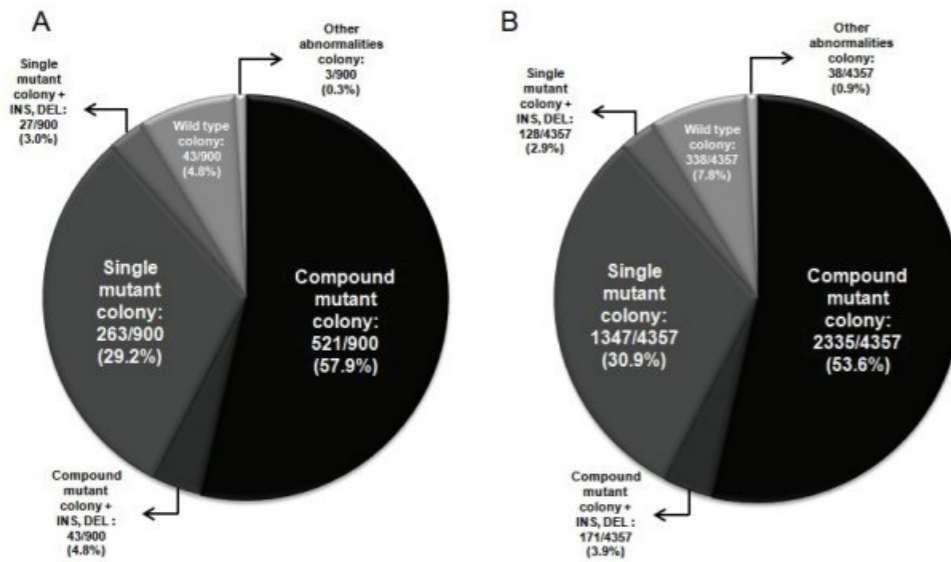 A
Other
abnormalities
colony:
3/900
(0.3%)
Single
mutant
colony +
INS, DEL:
27/900
(3.0%)
Wild type
colony:
43/900
(4.8%)
Single
mutant
colony:
263/900
(29.2%)
Compound
mutant
colony:
521/900
(57.9%)
Compound
mutant
colony +
INS, DEL :
43/900
(4.8%)
B
Other
abnormalities
colony:
38/4357
(0.9%)
Single
mutant
colony
+ INS, DEL:
128/4357
(2.9%)
Wild type
colony:
338/4357
(7.8%)
Single
mutant
colony:
1347/4357
(30.9%)
Compound
mutant
colony:
2335/4357
(53.6%)
Compound
mutant
colony +
INS, DEL :
171/4357
(3.9%)